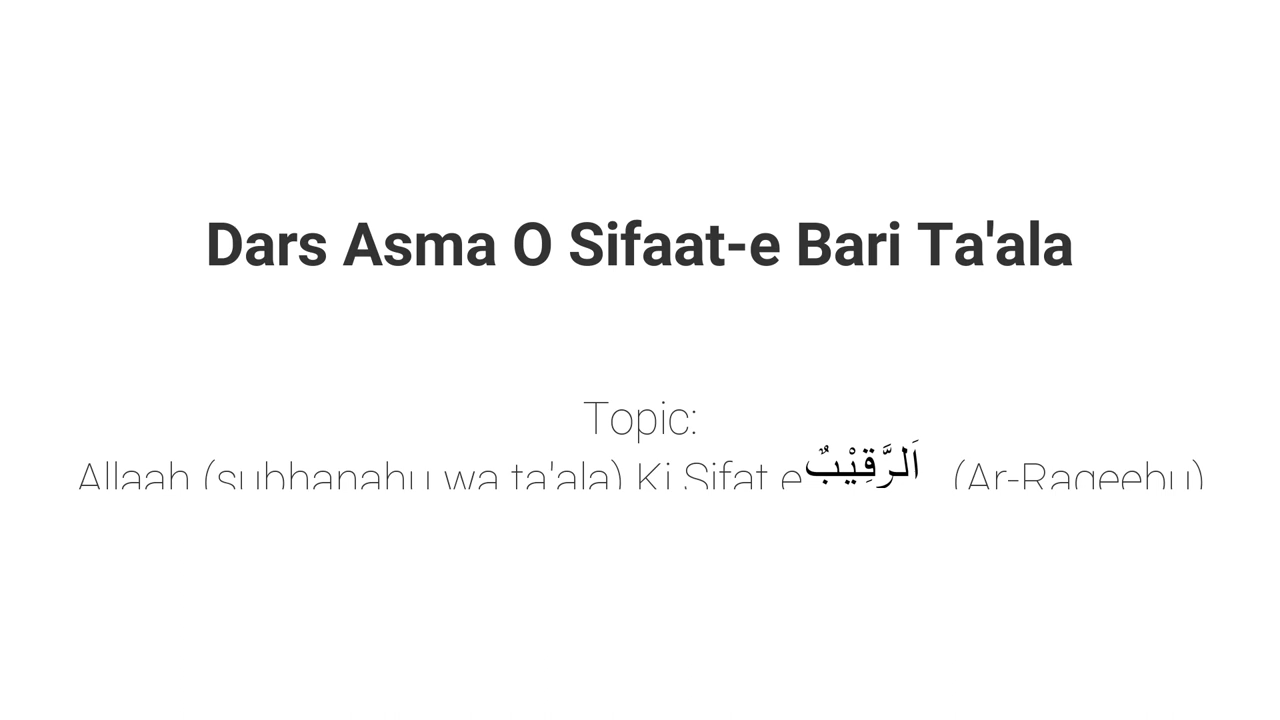 Dars Asma O Sifaat-e Bari Ta'ala
Topic:
Allaah (subhanahu wa ta'ala) Ki Sifat e اَلرَّقِيْبُ (Ar-Raqeebu)